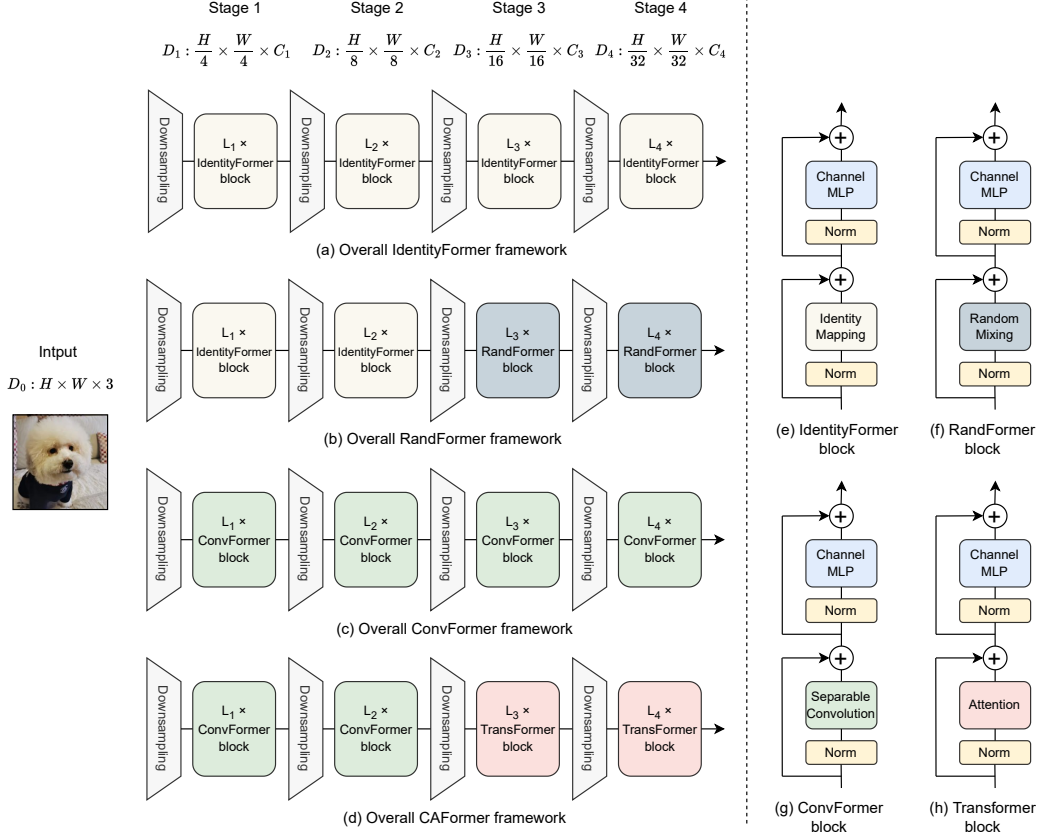 Stage 1 Stage 2 Stage 3 Stage 4
D₁ : H/4 × W/4 × C₁ D₂ : H/8 × W/8 × C₂ D₃ : H/16 × W/16 × C₃ D₄ : H/32 × W/32 × C₄
Downsampling
L₁ ×
IdentityFormer
block
Downsampling
L₂ ×
IdentityFormer
block
Downsampling
L₃ ×
IdentityFormer
block
Downsampling
L₄ ×
IdentityFormer
block
(a) Overall IdentityFormer framework
Intput
D₀ : H × W × 3
Downsampling
L₁ ×
IdentityFormer
block
Downsampling
L₂ ×
IdentityFormer
block
Downsampling
L₃ ×
RandFormer
block
Downsampling
L₄ ×
RandFormer
block
(b) Overall RandFormer framework
Downsampling
L₁ ×
ConvFormer
block
Downsampling
L₂ ×
ConvFormer
block
Downsampling
L₃ ×
ConvFormer
block
Downsampling
L₄ ×
ConvFormer
block
(c) Overall ConvFormer framework
Downsampling
L₁ ×
ConvFormer
block
Downsampling
L₂ ×
ConvFormer
block
Downsampling
L₃ ×
TransFormer
block
Downsampling
L₄ ×
TransFormer
block
(d) Overall CAFormer framework
+
Channel
MLP
Norm
+
Identity
Mapping
Norm
(e) IdentityFormer
block
+
Channel
MLP
Norm
+
Random
Mixing
Norm
(f) RandFormer
block
+
Channel
MLP
Norm
+
Separable
Convolution
Norm
(g) ConvFormer
block
+
Channel
MLP
Norm
+
Attention
Norm
(h) Transformer
block